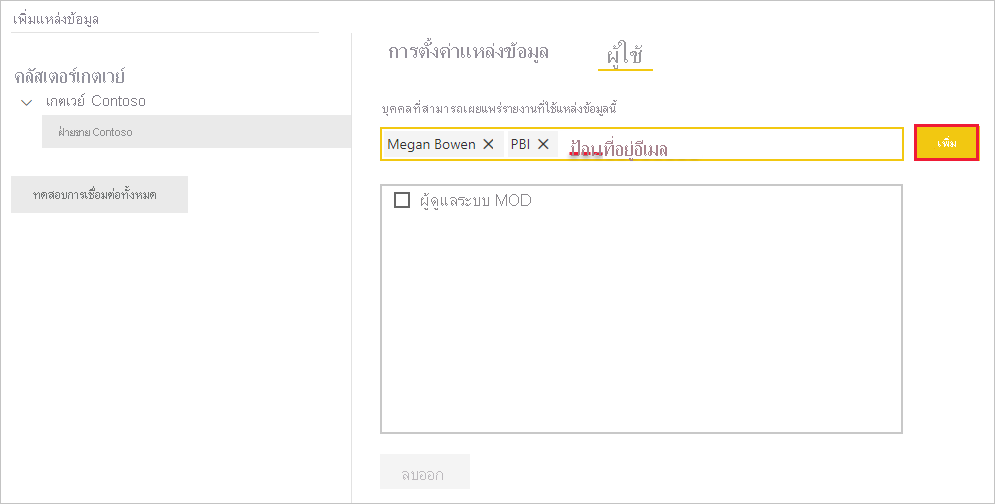 เพิ่มแหล่งข้อมูล
คลัสเตอร์เกตเวย์
เกตเวย์ Contoso
ฝ่ายขาย Contoso
ทดสอบการเชื่อมต่อทั้งหมด
การตั้งค่าแหล่งข้อมูล
ผู้ใช้
บุคคลที่สามารถเผยแพร่รายงานที่ใช้แหล่งข้อมูลนี้
Megan Bowen PBI ป้อนที่อยู่อีเมล
เพิ่ม
ผู้ดูแลระบบ MOD
ลบออก